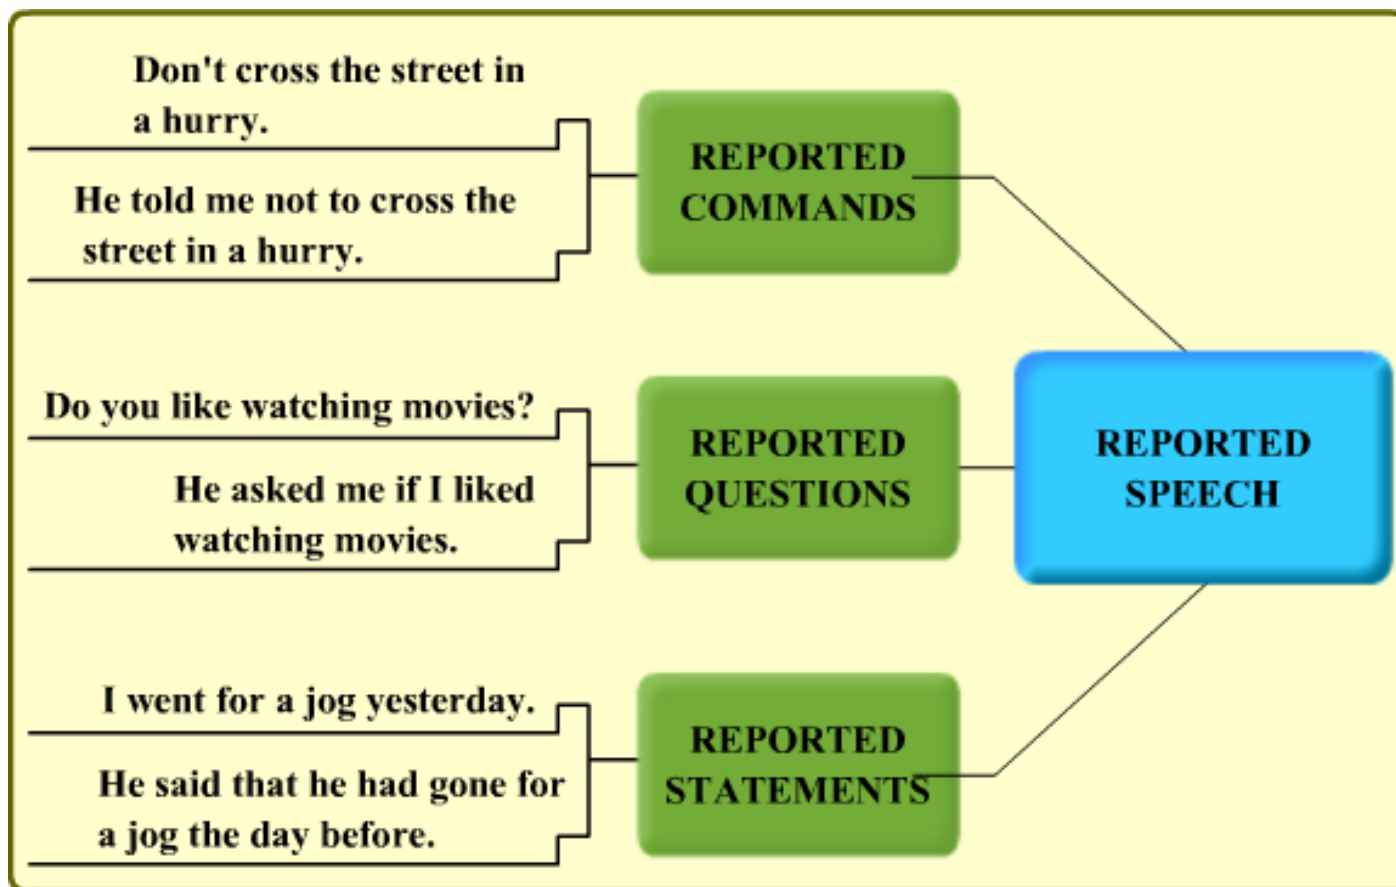 Don't cross the street in
a hurry.
He told me not to cross the
street in a hurry.
REPORTED
COMMANDS
Do you like watching movies?
He asked me if I liked
watching movies.
REPORTED
QUESTIONS
REPORTED
SPEECH
I went for a jog yesterday.
He said that he had gone for
a jog the day before.
REPORTED
STATEMENTS